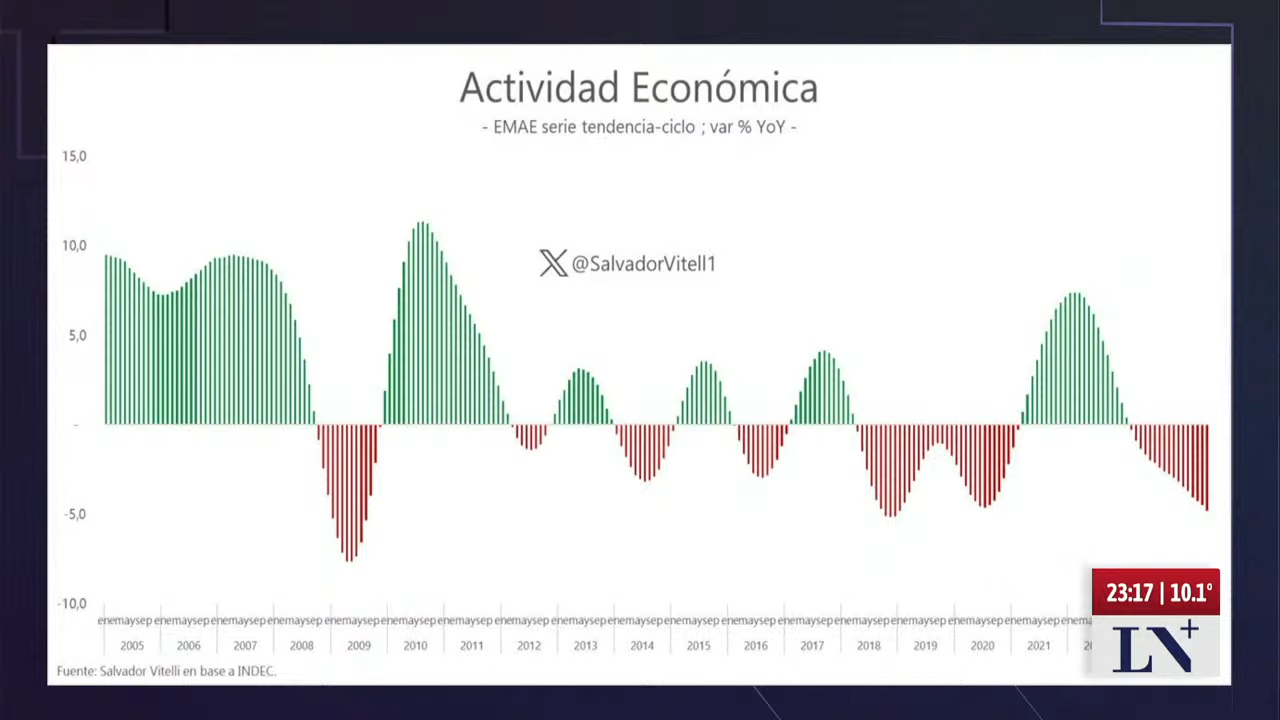 Actividad Económica
- EMAE serie tendencia-ciclo ; var % YoY -
15,0
10,0
@SalvadorVitell1
5,0
-
-5,0
-10,0
enemaysep enemaysep enemaysep enemaysep enemaysep enemaysep enemaysep enemaysep enemaysep enemaysep enemaysep enemaysep enemaysep enemaysep enemaysep enemaysep enemaysep
2005 2006 2007 2008 2009 2010 2011 2012 2013 2014 2015 2016 2017 2018 2019 2020 2021
Fuente: Salvador Vitelli en base a INDEC.
23:17 | 10.1°
LN+